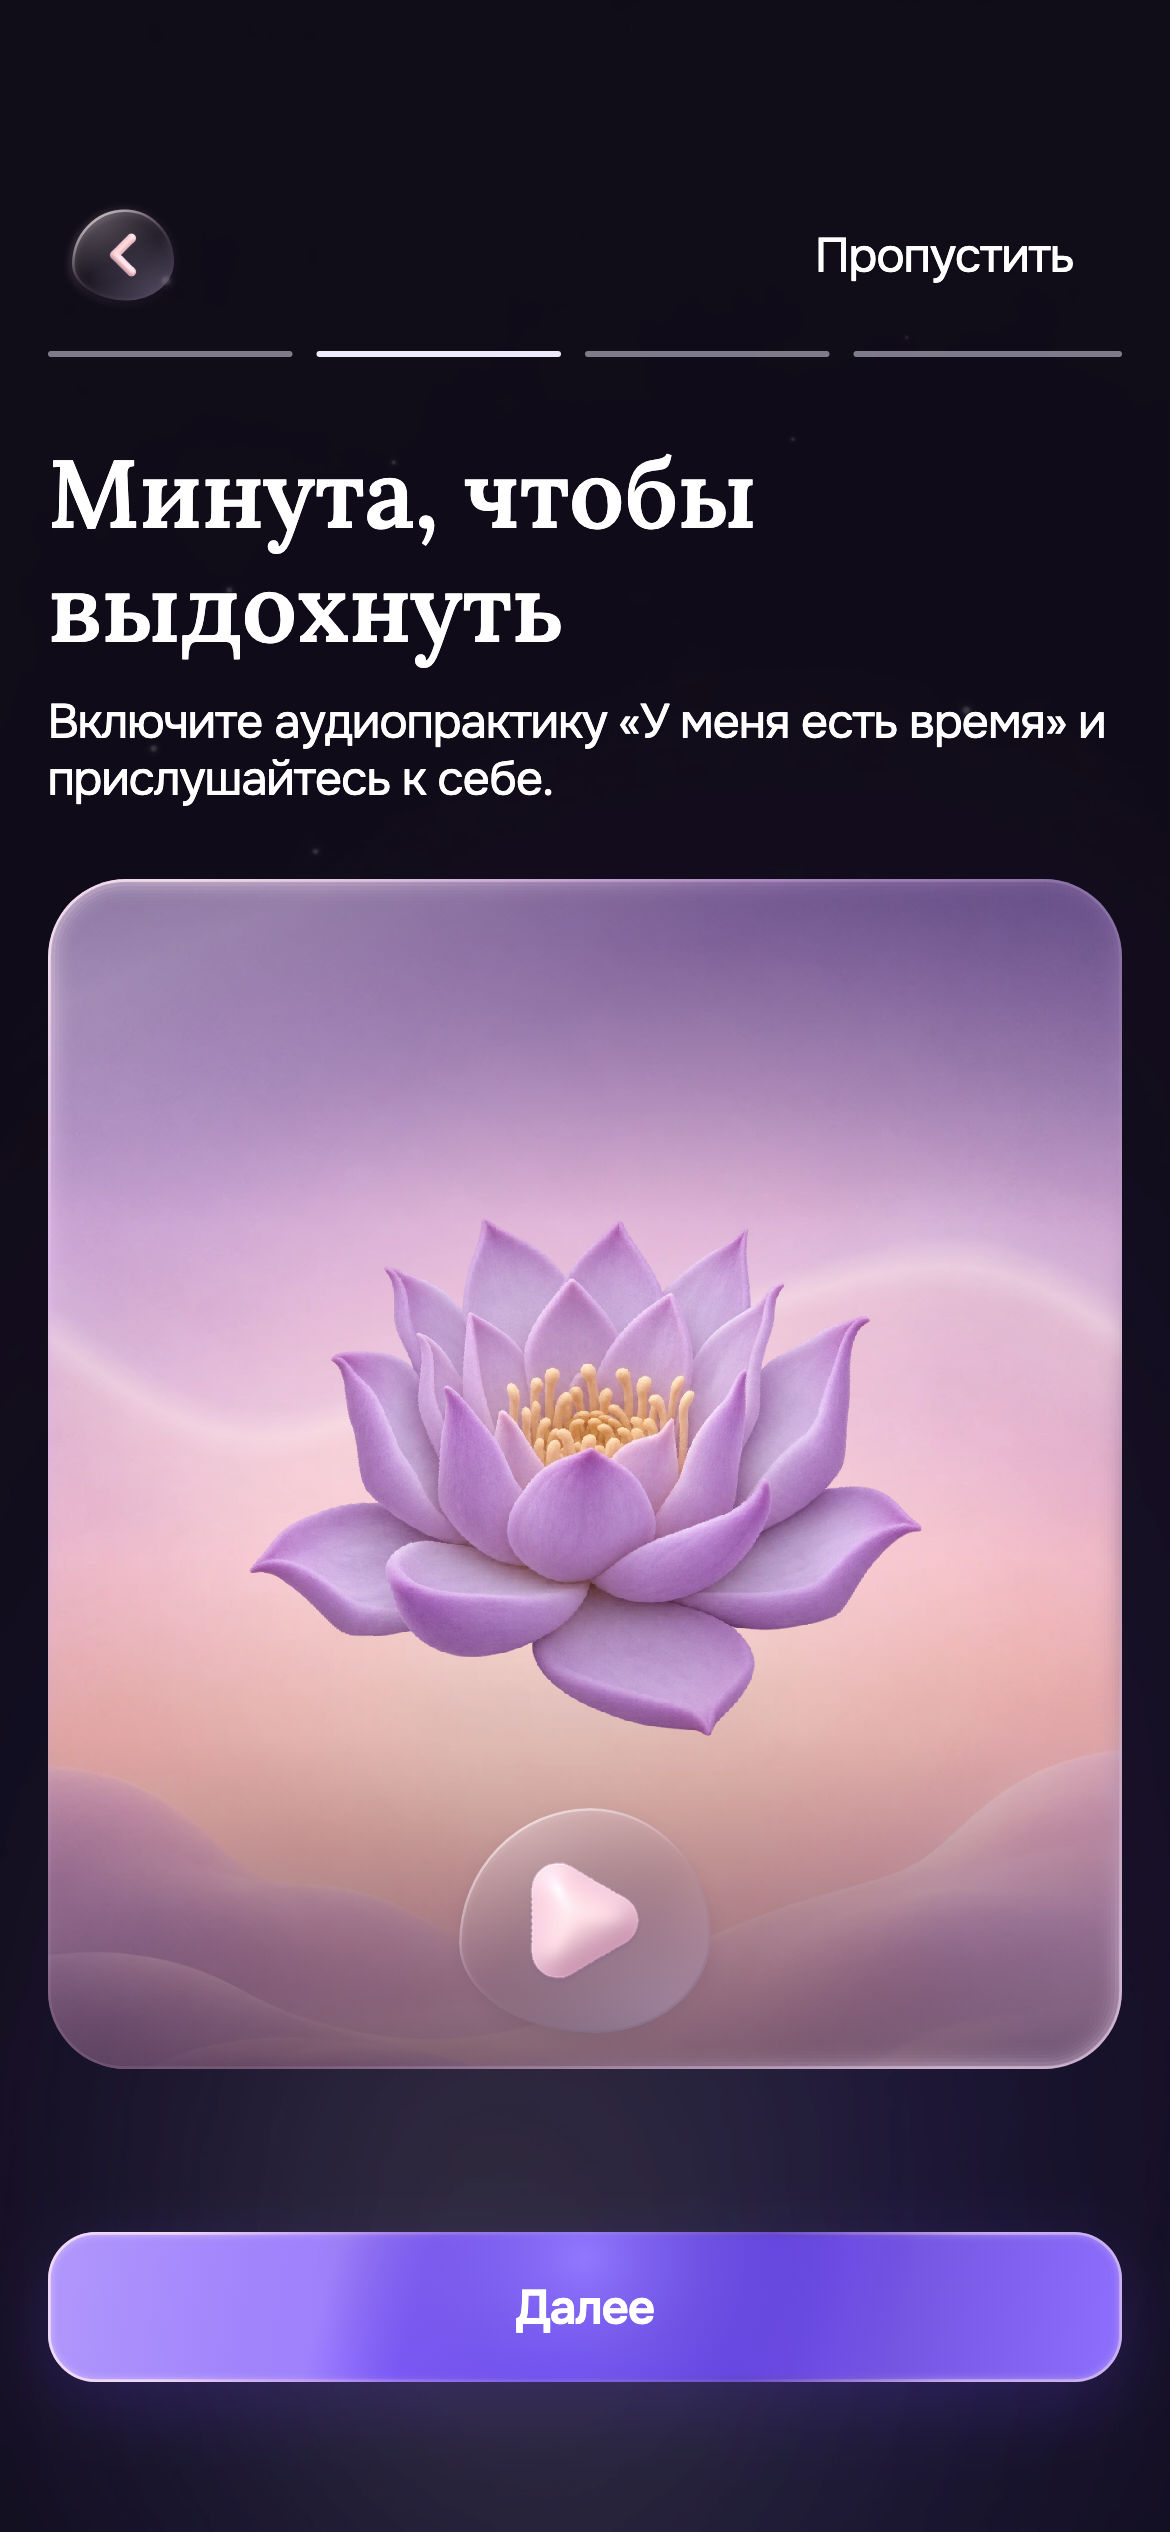 Пропустить
Минута, чтобы
выдохнуть
Включите аудиопрактику «У меня есть время» и
прислушайтесь к себе.
Далее